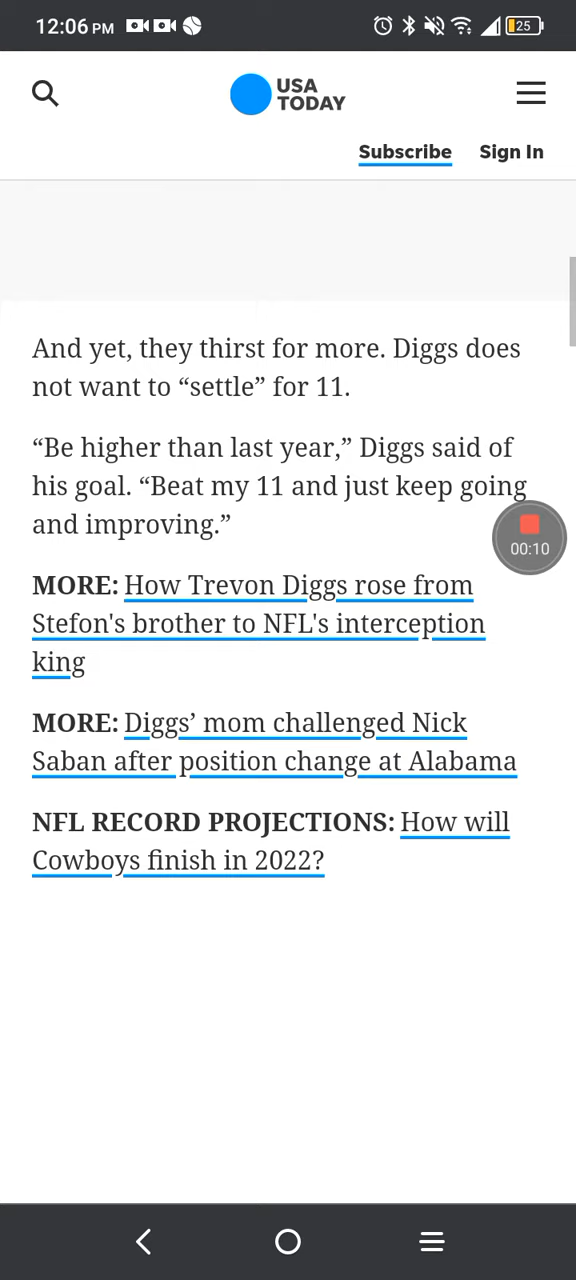 12:06 PM
25
USA
TODAY
Subscribe Sign In
And yet, they thirst for more. Diggs does
not want to “settle” for 11.
“Be higher than last year,” Diggs said of
his goal. “Beat my 11 and just keep going
and improving.”
00:10
MORE: How Trevon Diggs rose from
Stefon's brother to NFL's interception
king
MORE: Diggs’ mom challenged Nick
Saban after position change at Alabama
NFL RECORD PROJECTIONS: How will
Cowboys finish in 2022?